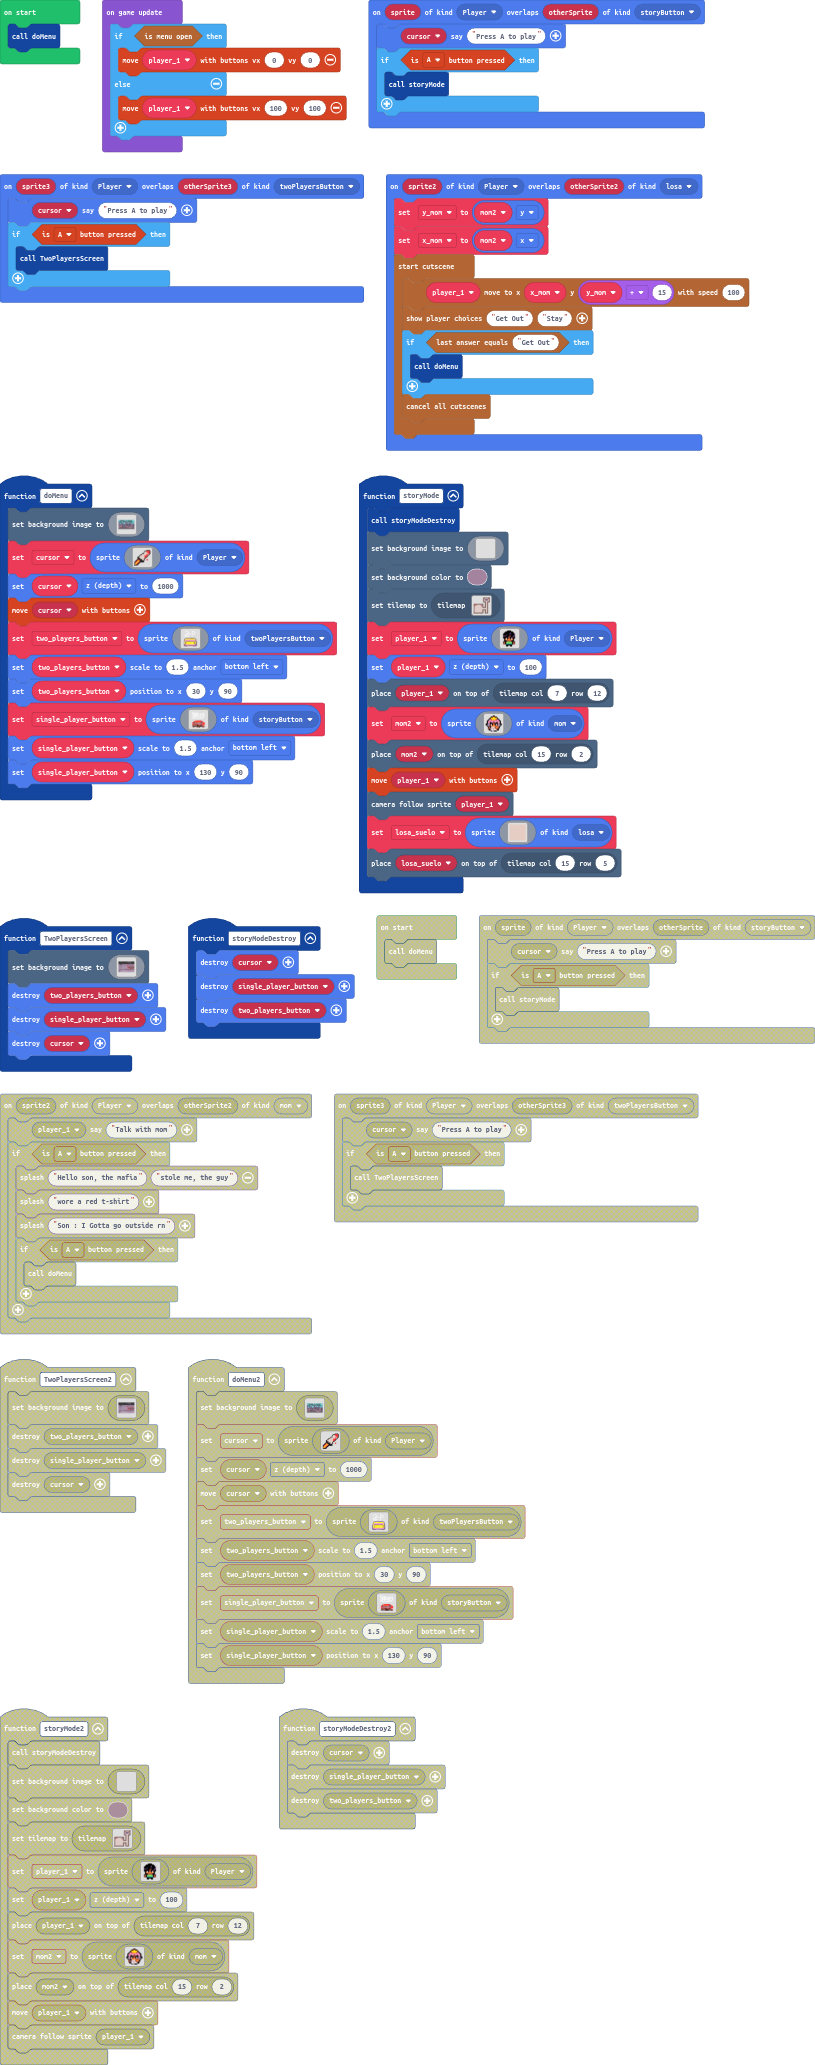 on start
call doMenu
on game update
if is menu open then
move player_1 with buttons vx 0 vy 0
else
move player_1 with buttons vx 100 vy 100
on sprite of kind Player overlaps otherSprite of kind storyButton
cursor say "Press A to play"
if is A button pressed then
call storyMode
on sprite3 of kind Player overlaps otherSprite3 of kind twoPlayersButton
cursor say "Press A to play"
if is A button pressed then
call TwoPlayersScreen
on sprite2 of kind Player overlaps otherSprite2 of kind losa
set y_mom to mom2 y
set x_mom to mom2 x
start cutscene
player_1 move to x x_mom y y_mom + 15 with speed 100
show player choices "Get Out" "Stay"
if last answer equals "Get Out" then
call doMenu
cancel all cutscenes
function doMenu
set background image to
set cursor to sprite of kind Player
set cursor z (depth) to 1000
move cursor with buttons
set two_players_button to sprite of kind twoPlayersButton
set two_players_button scale to 1.5 anchor bottom left
set two_players_button position to x 30 y 90
set single_player_button to sprite of kind storyButton
set single_player_button scale to 1.5 anchor bottom left
set single_player_button position to x 130 y 90
function storyMode
call storyModeDestroy
set background image to
set background color to
set tilemap to tilemap
set player_1 to sprite of kind Player
set player_1 z (depth) to 100
place player_1 on top of tilemap col 7 row 12
set mom2 to sprite of kind mom
place mom2 on top of tilemap col 15 row 2
move player_1 with buttons
camera follow sprite player_1
set losa_suelo to sprite of kind losa
place losa_suelo on top of tilemap col 15 row 5
function TwoPlayersScreen
set background image to
destroy two_players_button
destroy single_player_button
destroy cursor
function storyModeDestroy
destroy cursor
destroy single_player_button
destroy two_players_button
on start
call doMenu
on sprite of kind Player overlaps otherSprite of kind storyButton
cursor say "Press A to play"
if is A button pressed then
call storyMode
on sprite2 of kind Player overlaps otherSprite2 of kind mom
player_1 say "Talk with mom"
if is A button pressed then
splash "Hello son, the mafia" "stole me, the guy"
splash "wore a red t-shirt"
splash "Son : I Gotta go outside rn"
if is A button pressed then
call doMenu
on sprite3 of kind Player overlaps otherSprite3 of kind twoPlayersButton
cursor say "Press A to play"
if is A button pressed then
call TwoPlayersScreen
function TwoPlayersScreen2
set background image to
destroy two_players_button
destroy single_player_button
destroy cursor
function doMenu2
set background image to
set cursor to sprite of kind Player
set cursor z (depth) to 1000
move cursor with buttons
set two_players_button to sprite of kind twoPlayersButton
set two_players_button scale to 1.5 anchor bottom left
set two_players_button position to x 30 y 90
set single_player_button to sprite of kind storyButton
set single_player_button scale to 1.5 anchor bottom left
set single_player_button position to x 130 y 90
function storyMode2
call storyModeDestroy
set background image to
set background color to
set tilemap to tilemap
set player_1 to sprite of kind Player
set player_1 z (depth) to 100
place player_1 on top of tilemap col 7 row 12
set mom2 to sprite of kind mom
place mom2 on top of tilemap col 15 row 2
move player_1 with buttons
camera follow sprite player_1
function storyModeDestroy2
destroy cursor
destroy single_player_button
destroy two_players_button